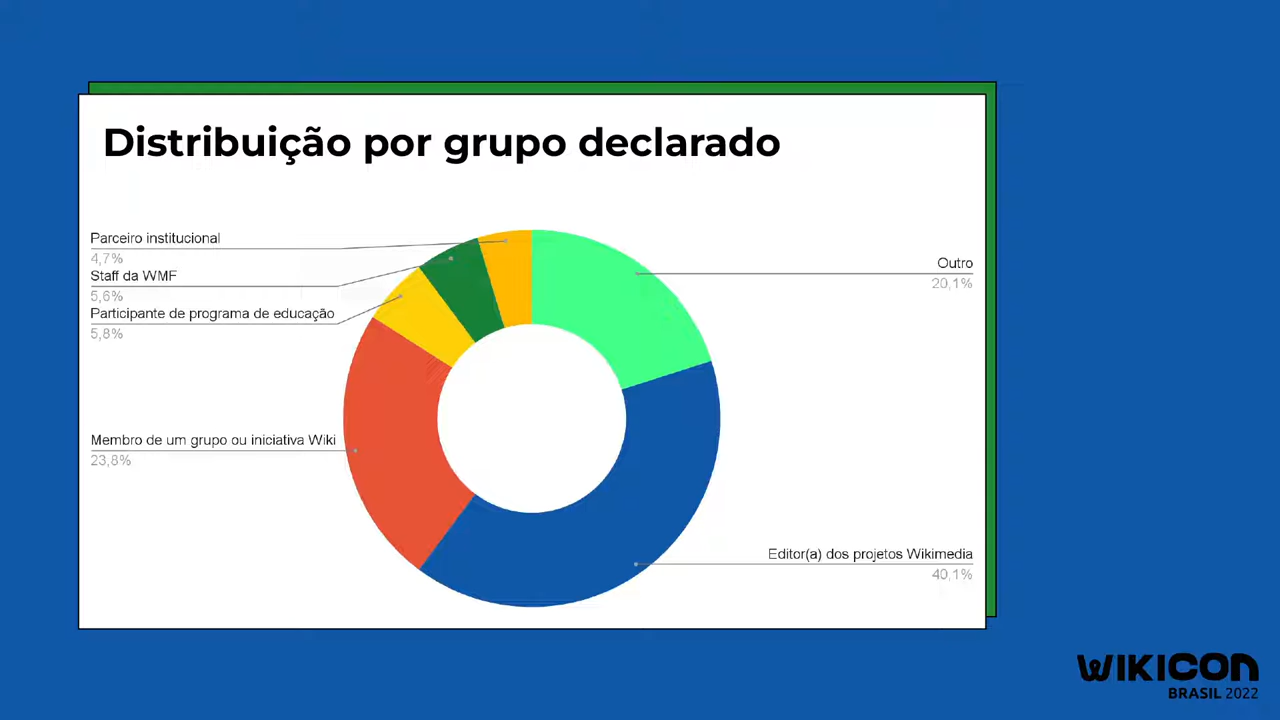 Distribuição por grupo declarado
Parceiro institucional
4,7%
Staff da WMF
5,6%
Participante de programa de educação
5,8%
Membro de um grupo ou iniciativa Wiki
23,8%
Outro
20,1%
Editor(a) dos projetos Wikimedia
40,1%
WIKICON
BRASIL 2022